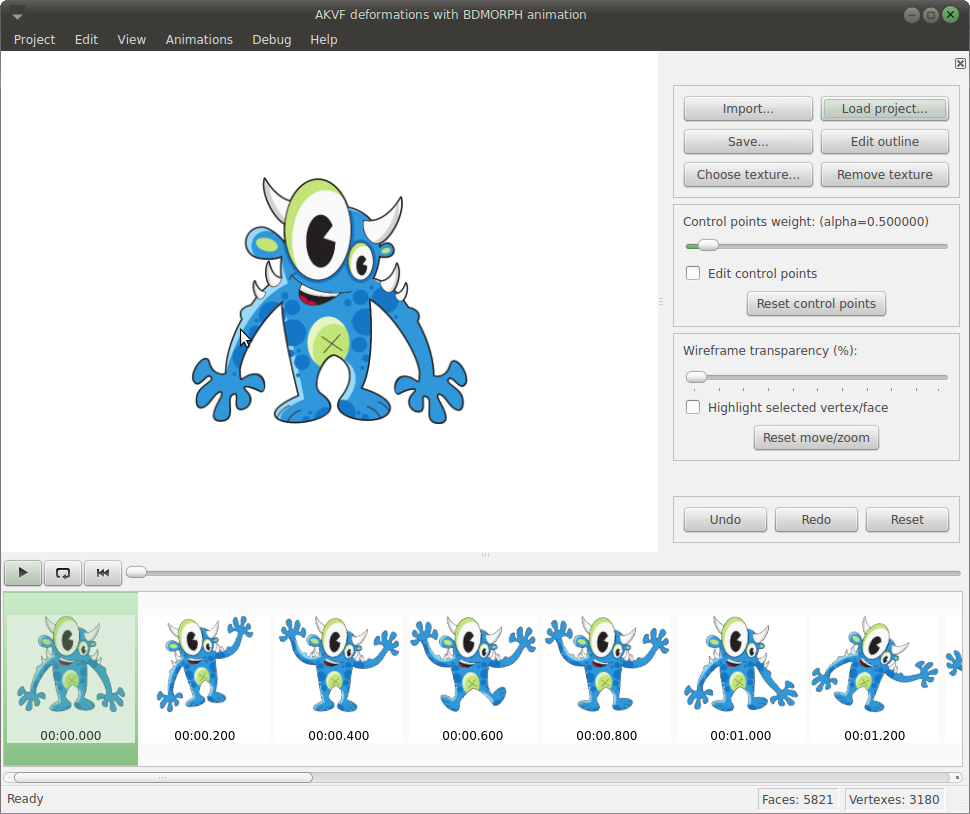 AKVF deformations with BDMORPH animation
Project Edit View Animations Debug Help
Import... Load project...
Save... Edit outline
Choose texture... Remove texture
Control points weight: (alpha=0.500000)
Edit control points
Reset control points
Wireframe transparency (%):
Highlight selected vertex/face
Reset move/zoom
Undo Redo Reset
00:00.000 00:00.200 00:00.400 00:00.600 00:00.800 00:01.000 00:01.200
Ready Faces: 5821 Vertexes: 3180